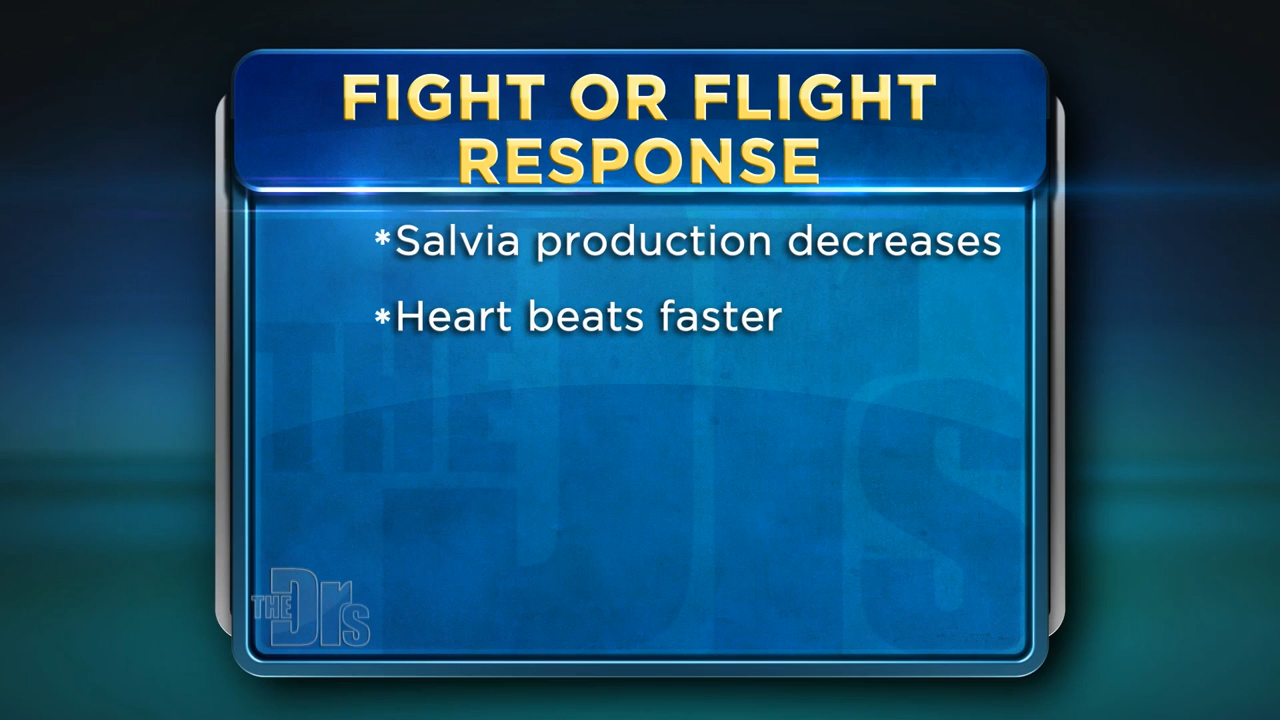 FIGHT OR FLIGHT
RESPONSE
*Salvia production decreases
*Heart beats faster
THE Drs